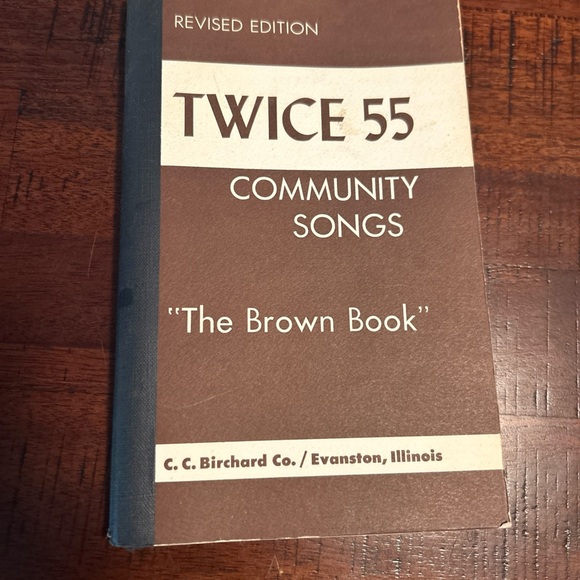 REVISED EDITION
TWICE 55
COMMUNITY
SONGS
"The Brown Book"
C. C. Birchard Co. / Evanston, Illinois